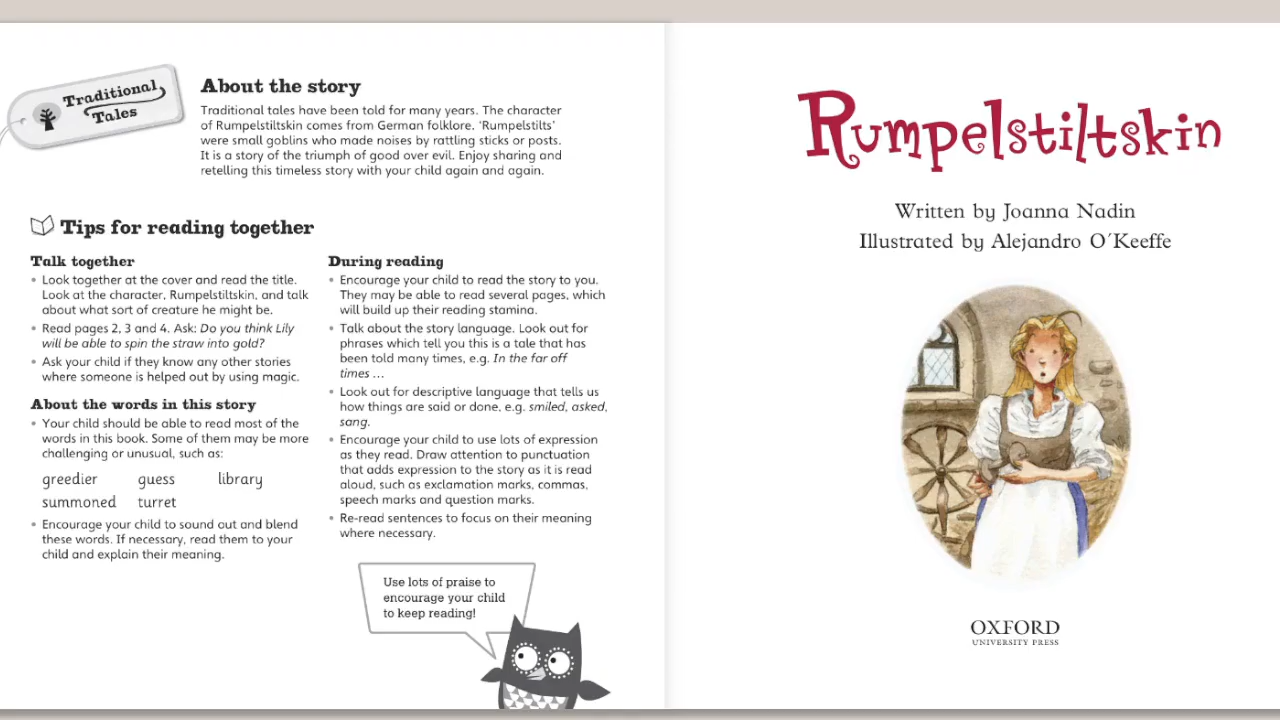 Traditional
Tales
About the story
Traditional tales have been told for many years. The character
of Rumpelstiltskin comes from German folklore. 'Rumpelstilts'
were small goblins who made noises by rattling sticks or posts.
It is a story of the triumph of good over evil. Enjoy sharing and
retelling this timeless story with your child again and again.
Tips for reading together
Talk together
• Look together at the cover and read the title.
Look at the character, Rumpelstiltskin, and talk
about what sort of creature he might be.
• Read pages 2, 3 and 4. Ask: Do you think Lily
will be able to spin the straw into gold?
• Ask your child if they know any other stories
where someone is helped out by using magic.
About the words in this story
• Your child should be able to read most of the
words in this book. Some of them may be more
challenging or unusual, such as:
greedier guess library
summoned turret
• Encourage your child to sound out and blend
these words. If necessary, read them to your
child and explain their meaning.
During reading
• Encourage your child to read the story to you.
They may be able to read several pages, which
will build up their reading stamina.
• Talk about the story language. Look out for
phrases which tell you this is a tale that has
been told many times, e.g. In the far off
times ...
• Look out for descriptive language that tells us
how things are said or done, e.g. smiled, asked,
sang.
• Encourage your child to use lots of expression
as they read. Draw attention to punctuation
that adds expression to the story as it is read
aloud, such as exclamation marks, commas,
speech marks and question marks.
• Re-read sentences to focus on their meaning
where necessary.
Use lots of praise to
encourage your child
to keep reading!
Rumpelstiltskin
Written by Joanna Nadin
Illustrated by Alejandro O'Keeffe
OXFORD
UNIVERSITY PRESS